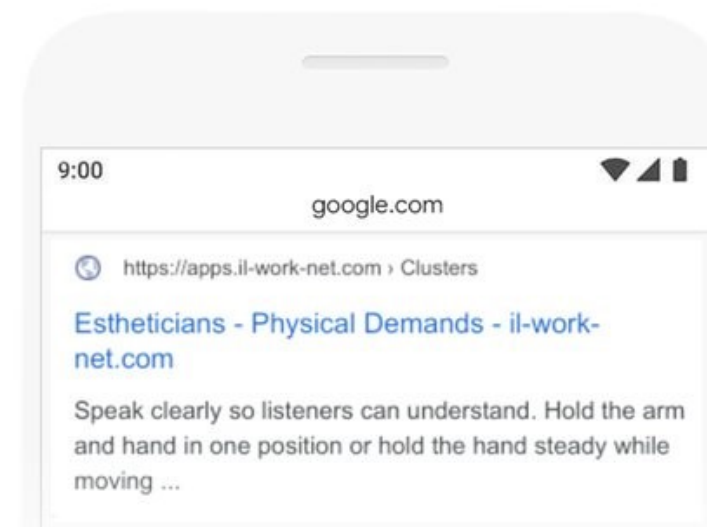 9:00
google.com
https://apps.il-work-net.com › Clusters
Estheticians - Physical Demands - il-work-
net.com
Speak clearly so listeners can understand. Hold the arm
and hand in one position or hold the hand steady while
moving ...